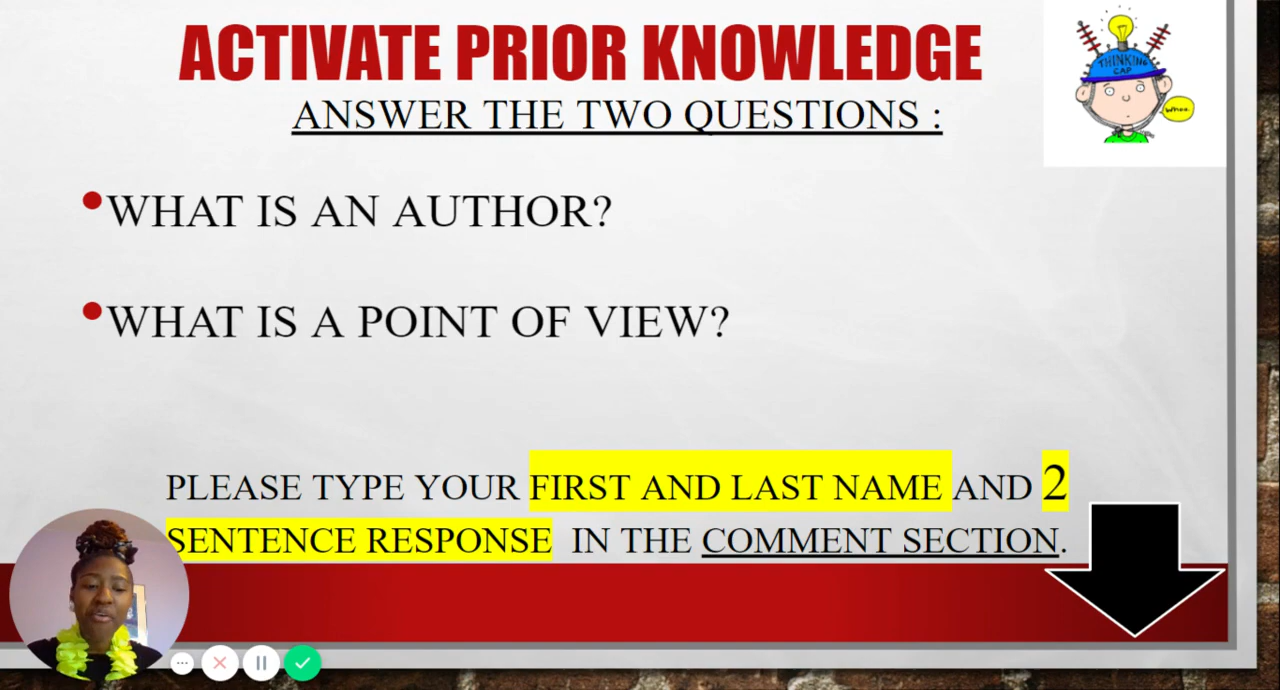 ACTIVATE PRIOR KNOWLEDGE
ANSWER THE TWO QUESTIONS :
THINKING
CAP
WHOA
•WHAT IS AN AUTHOR?
•WHAT IS A POINT OF VIEW?
PLEASE TYPE YOUR FIRST AND LAST NAME AND 2
SENTENCE RESPONSE IN THE COMMENT SECTION.